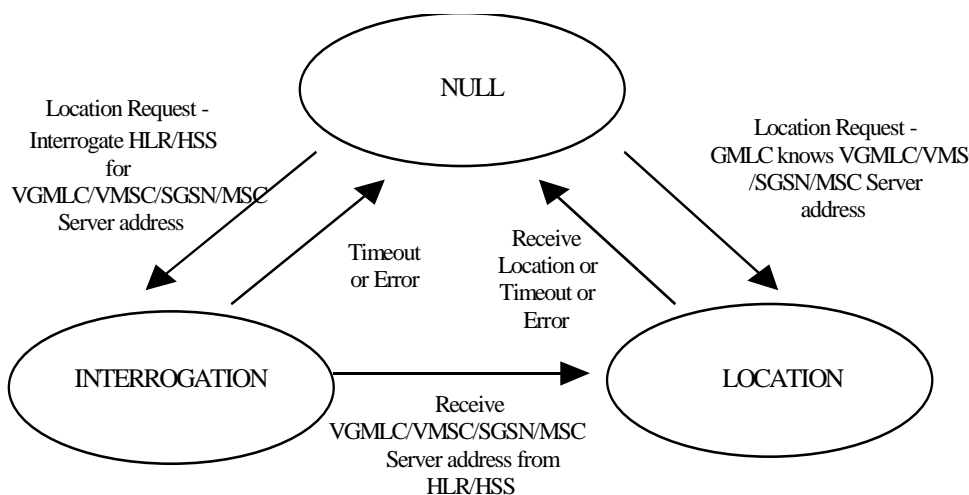 NULL
Location Request -
Interrogate HLR/HSS
for
VGMLC/VMSC/SGSN/MSC
Server address
Location Request -
GMLC knows VGMLC/VMS
/SGSN/MSC Server
address
Timeout
or Error
Receive
Location or
Timeout or
Error
INTERROGATION
LOCATION
Receive
VGMLC/VMSC/SGSN/MSC
Server address from
HLR/HSS